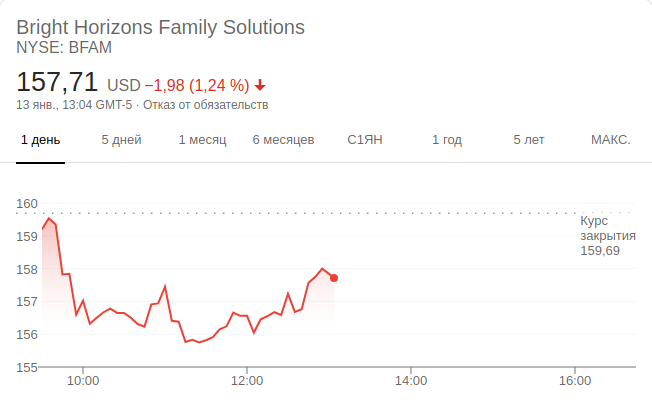 Bright Horizons Family Solutions
NYSE: BFAM
157,71 USD −1,98 (1,24 %)
13 янв., 13:04 GMT-5 · Отказ от обязательств
1 день 5 дней 1 месяц 6 месяцев С1ЯН 1 год 5 лет МАКС.
160
159
158
157
156
155
Курс
закрытия
159,69
10:00 12:00 14:00 16:00